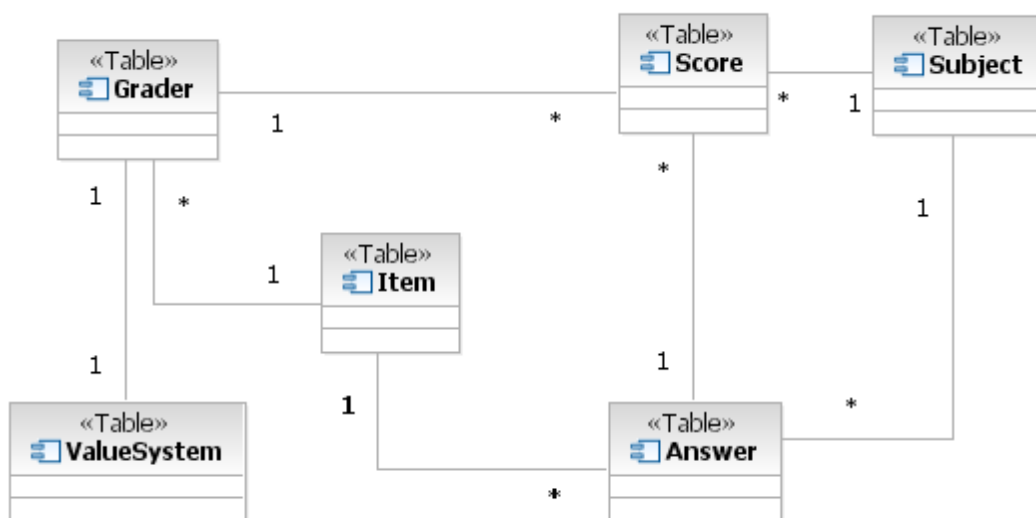 «Table»
Grader
«Table»
Score
«Table»
Subject
1
*
*
1
*
1
*
1
«Table»
Item
1
1
1
1
*
*
«Table»
ValueSystem
«Table»
Answer